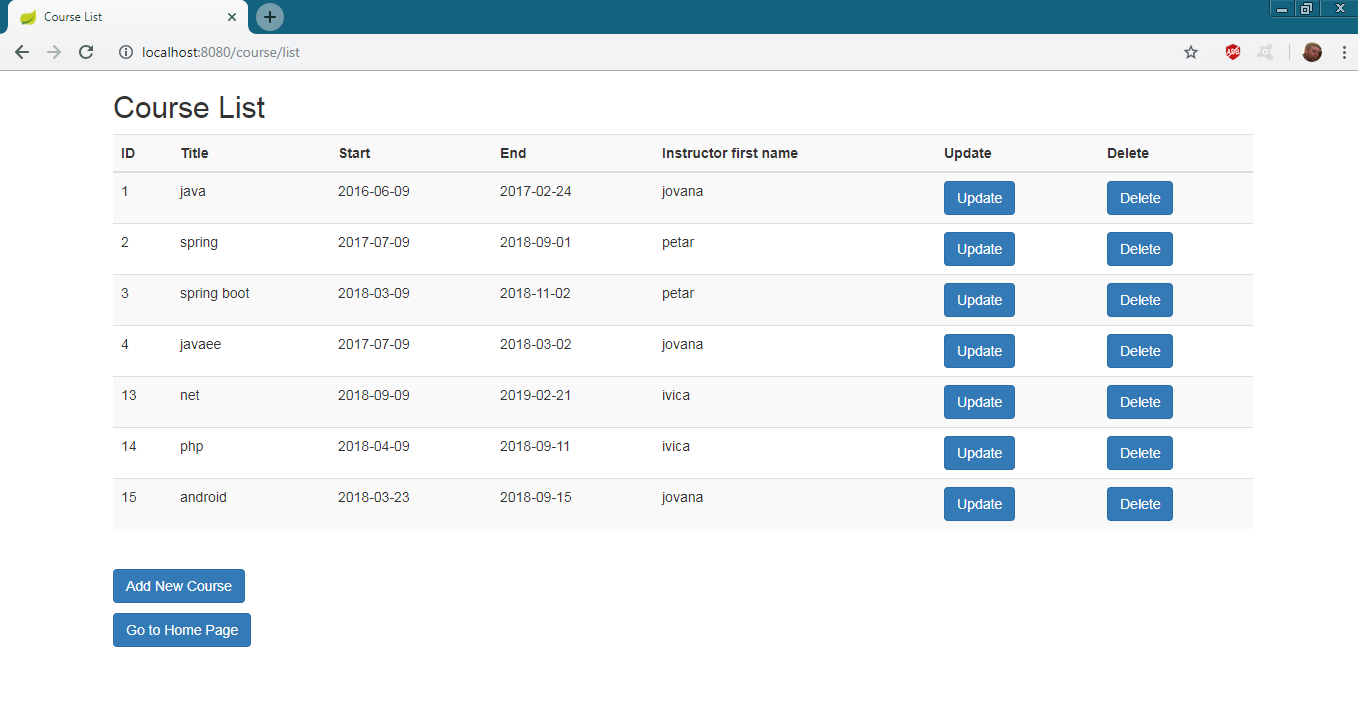 Course List
localhost:8080/course/list
ABP
Course List
ID Title Start End Instructor first name Update Delete
1 java 2016-06-09 2017-02-24 jovana Update Delete
2 spring 2017-07-09 2018-09-01 petar Update Delete
3 spring boot 2018-03-09 2018-11-02 petar Update Delete
4 javaee 2017-07-09 2018-03-02 jovana Update Delete
13 net 2018-09-09 2019-02-21 ivica Update Delete
14 php 2018-04-09 2018-09-11 ivica Update Delete
15 android 2018-03-23 2018-09-15 jovana Update Delete
Add New Course
Go to Home Page